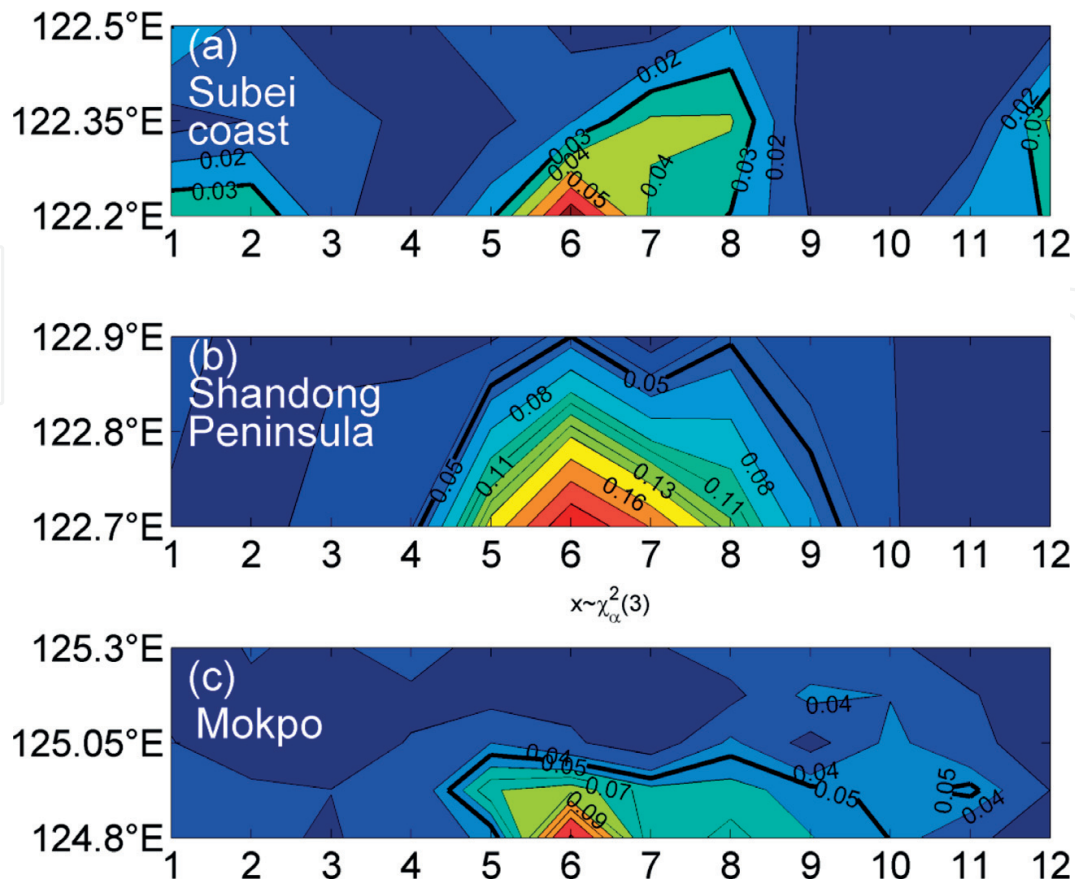 122.5°E
(a)
Subei
coast
122.35°E
122.2°E
0.02
0.03
0.02
0.03
0.04
0.05
0.04
0.03
0.02
0.02
0.03
1 2 3 4 5 6 7 8 9 10 11 12
122.9°E
(b)
Shandong
Peninsula
122.8°E
122.7°E
0.05
0.08
0.11
0.05
0.13
0.16
0.11
0.08
1 2 3 4 5 6 7 8 9 10 11 12
x~χ²α(3)
125.3°E
(c)
Mokpo
125.05°E
124.8°E
0.04
0.04
0.05
0.07
0.09
0.04
0.05
0.05
0.04
1 2 3 4 5 6 7 8 9 10 11 12